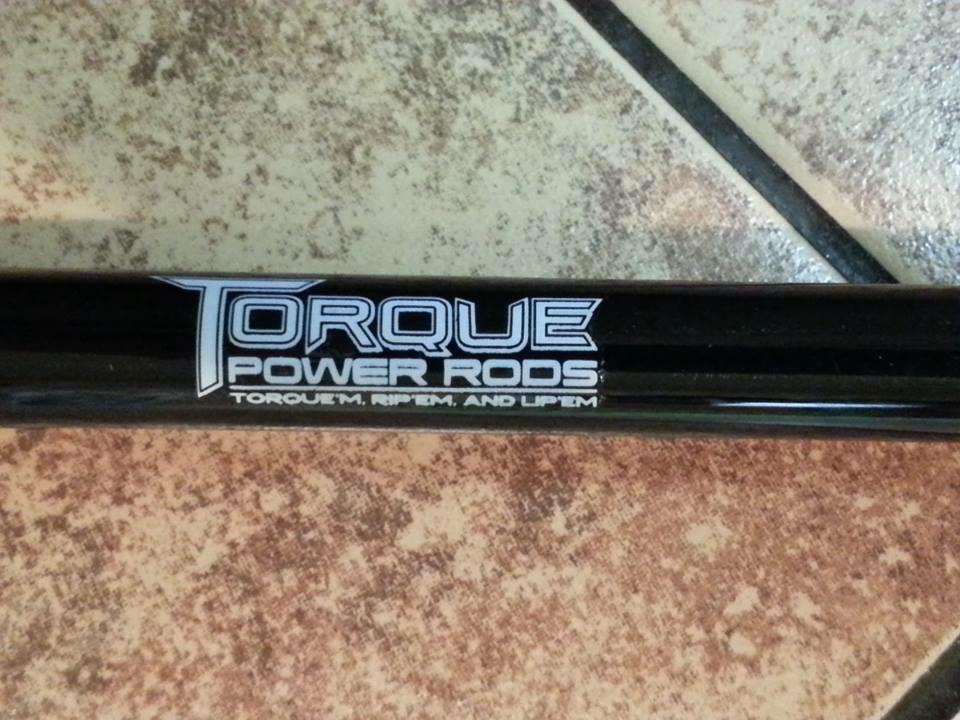 TORQUE
POWER RODS
TORQUE'M, RIP'EM, AND LIP'EM